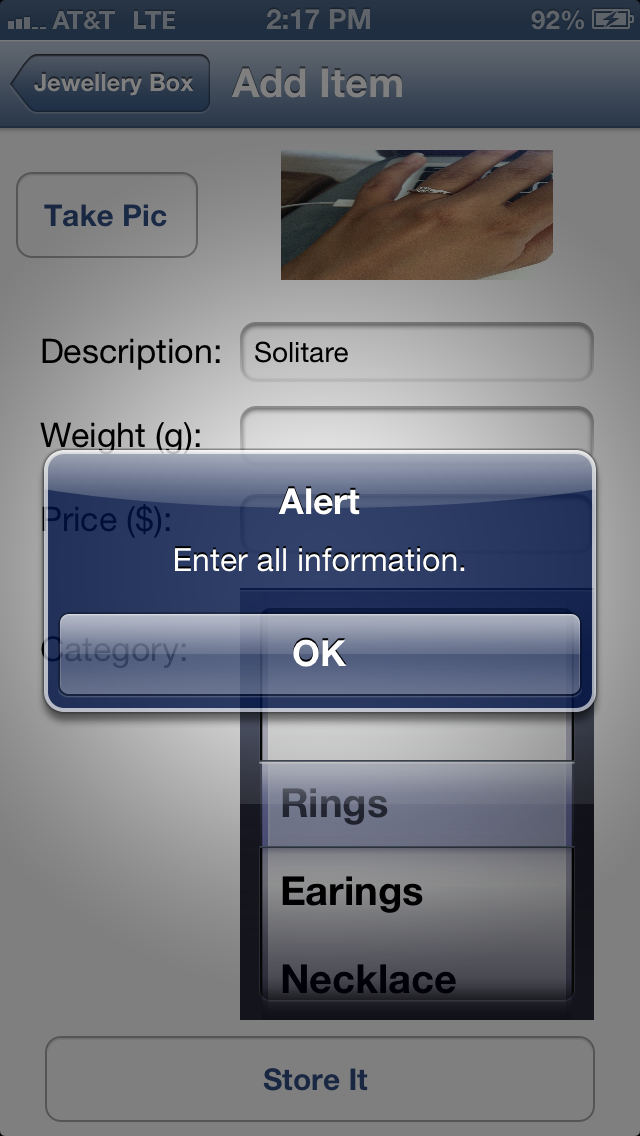 AT&T LTE 2:17 PM 92%
Jewellery Box Add Item
Take Pic
Description: Solitare
Weight (g):
Alert
Price ($):
Enter all information.
Category: OK
Rings
Earings
Necklace
Store It